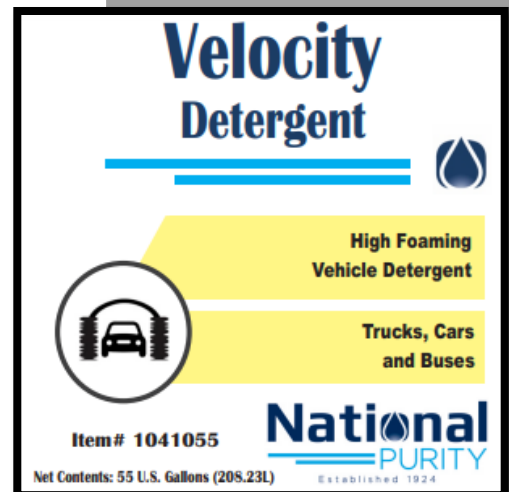 Velocity
Detergent
High Foaming
Vehicle Detergent
Trucks, Cars
and Buses
Item# 1041055
National
PURITY
Net Contents: 55 U.S. Gallons (208.23L)
Established 1924